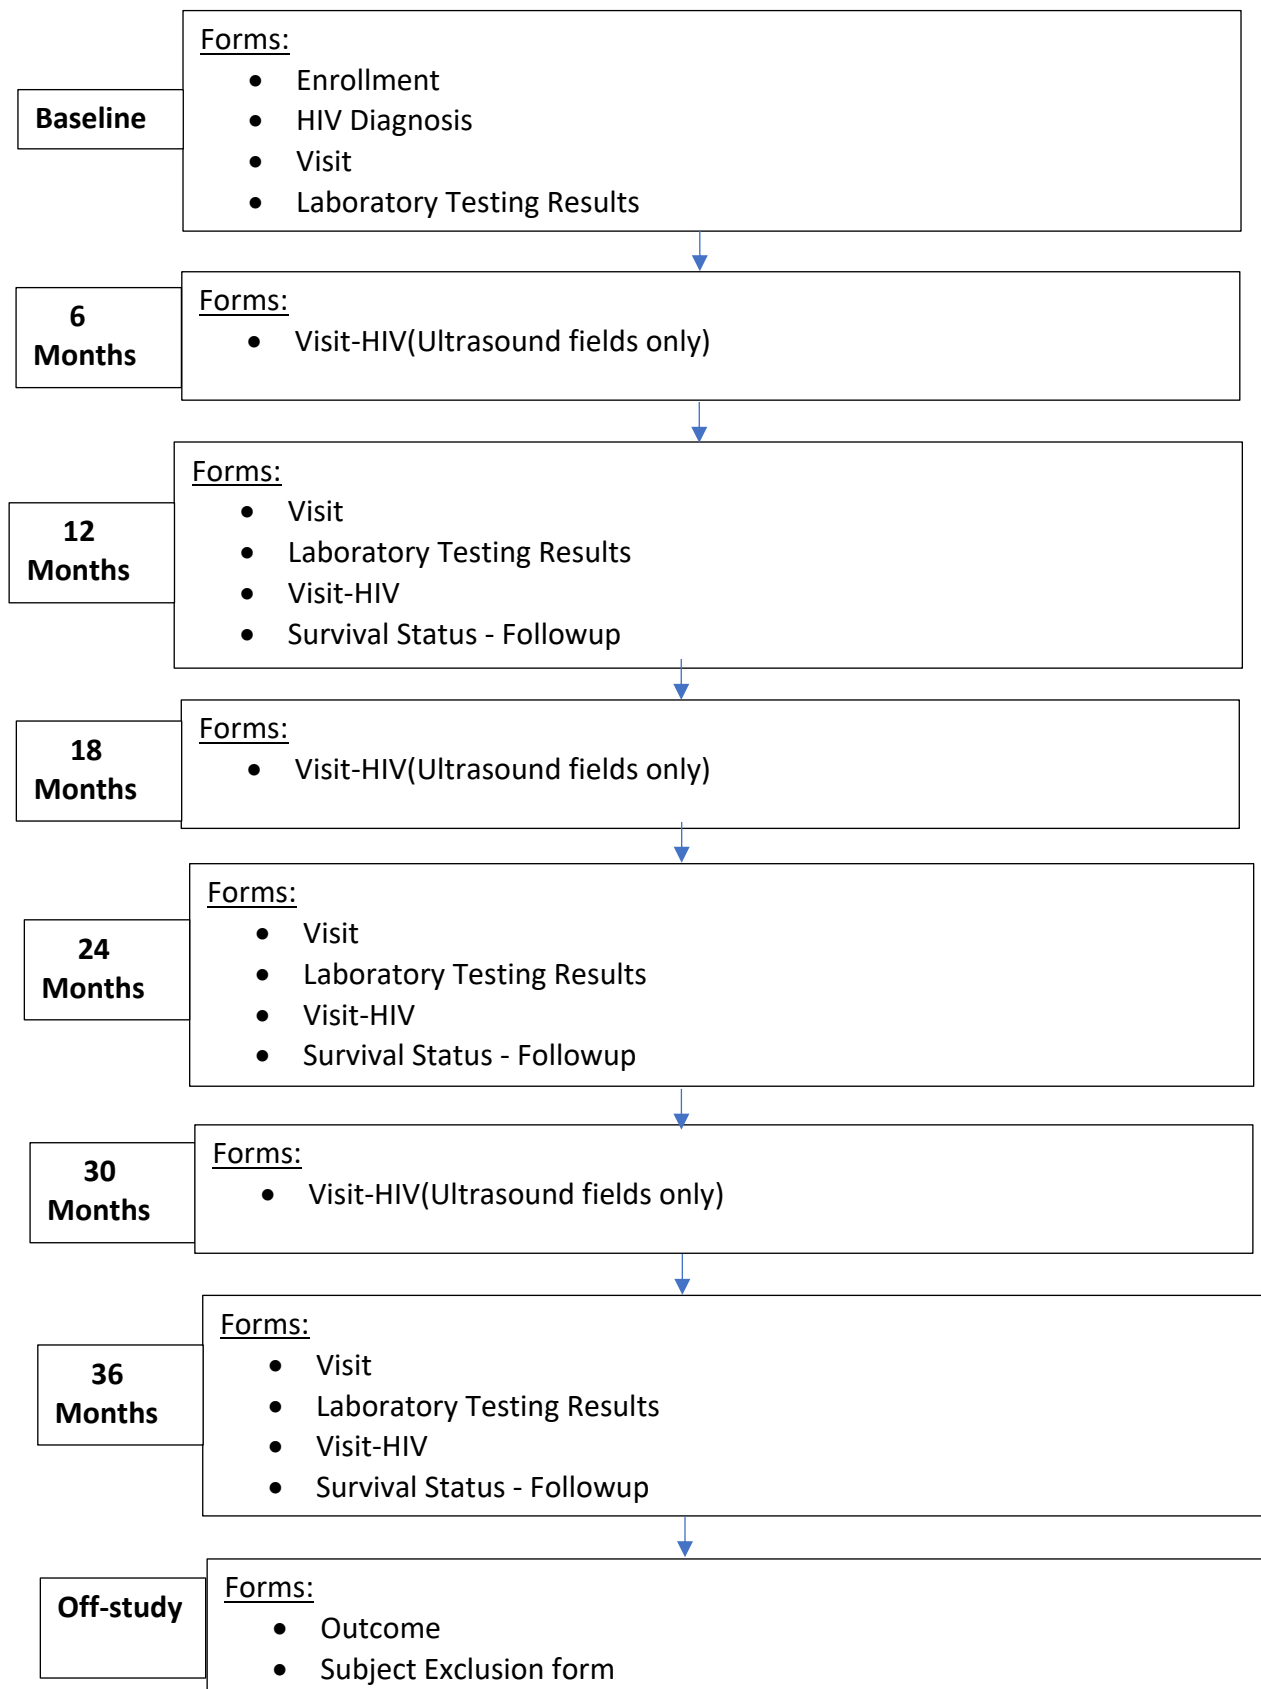 Baseline
Forms:
• Enrollment
• HIV Diagnosis
• Visit
• Laboratory Testing Results
6
Months
Forms:
• Visit-HIV(Ultrasound fields only)
12
Months
Forms:
• Visit
• Laboratory Testing Results
• Visit-HIV
• Survival Status - Followup
18
Months
Forms:
• Visit-HIV(Ultrasound fields only)
24
Months
Forms:
• Visit
• Laboratory Testing Results
• Visit-HIV
• Survival Status - Followup
30
Months
Forms:
• Visit-HIV(Ultrasound fields only)
36
Months
Forms:
• Visit
• Laboratory Testing Results
• Visit-HIV
• Survival Status - Followup
Off-study
Forms:
• Outcome
• Subject Exclusion form